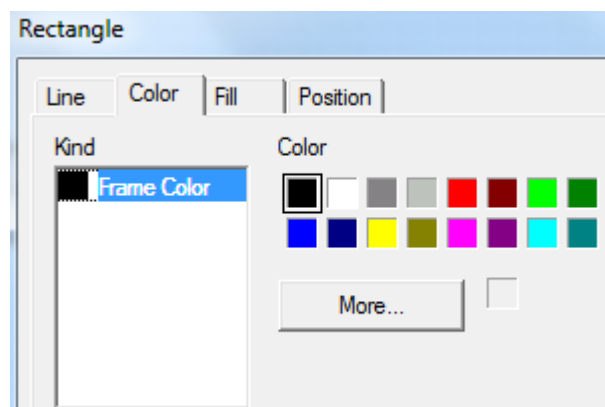 Rectangle
Line Color Fill Position
Kind Color
Frame Color
More...